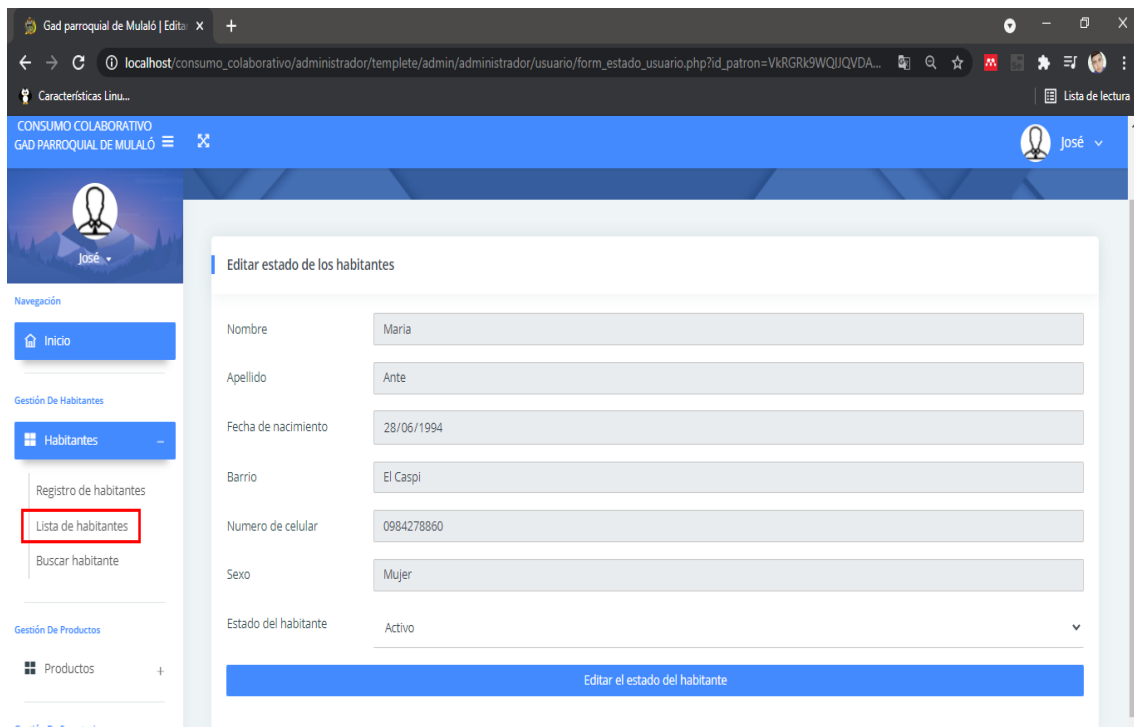 Gad parroquial de Mulaló | Edita
localhost/consumo_colaborativo/administrador/templete/admin/administrador/usuario/form_estado_usuario.php?id_patron=VkRGRk9WQlJQVDA...
Características Linu...
Lista de lectura
CONSUMO COLABORATIVO
GAD PARROQUIAL DE MULALÓ
José
José
Navegación
Inicio
Gestión De Habitantes
Habitantes
Registro de habitantes
Lista de habitantes
Buscar habitante
Gestión De Productos
Productos
Editar estado de los habitantes
Nombre Maria
Apellido Ante
Fecha de nacimiento 28/06/1994
Barrio El Caspi
Numero de celular 0984278860
Sexo Mujer
Estado del habitante Activo
Editar el estado del habitante